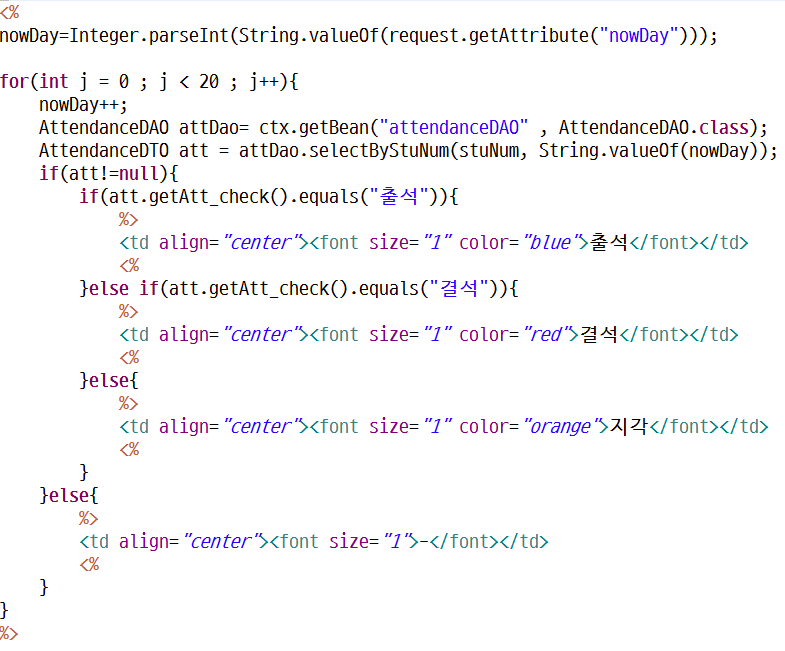 <%
nowDay=Integer.parseInt(String.valueOf(request.getAttribute("nowDay")));
for(int j = 0 ; j < 20 ; j++){
nowDay++;
AttendanceDAO attDao= ctx.getBean("attendanceDAO" , AttendanceDAO.class);
AttendanceDTO att = attDao.selectByStuNum(stuNum, String.valueOf(nowDay));
if(att!=null){
if(att.getAtt_check().equals("출석")){
%>
<td align="center"><font size="1" color="blue">출석</font></td>
<%
}else if(att.getAtt_check().equals("결석")){
%>
<td align="center"><font size="1" color="red">결석</font></td>
<%
}else{
%>
<td align="center"><font size="1" color="orange">지각</font></td>
<%
}
}else{
%>
<td align="center"><font size="1">-</font></td>
<%
}
}
%>